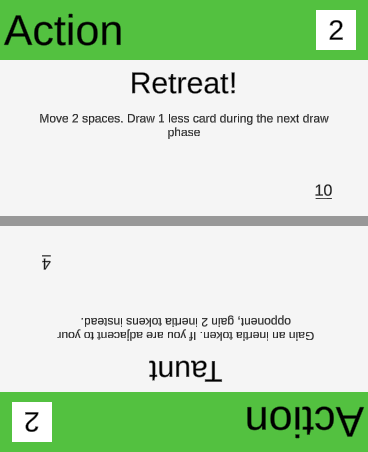 Action
2
Retreat!
Move 2 spaces. Draw 1 less card during the next draw
phase
10
Action
2
Taunt
Gain an inertia token. If you are adjacent to your
opponent, gain 2 inertia tokens instead.
4